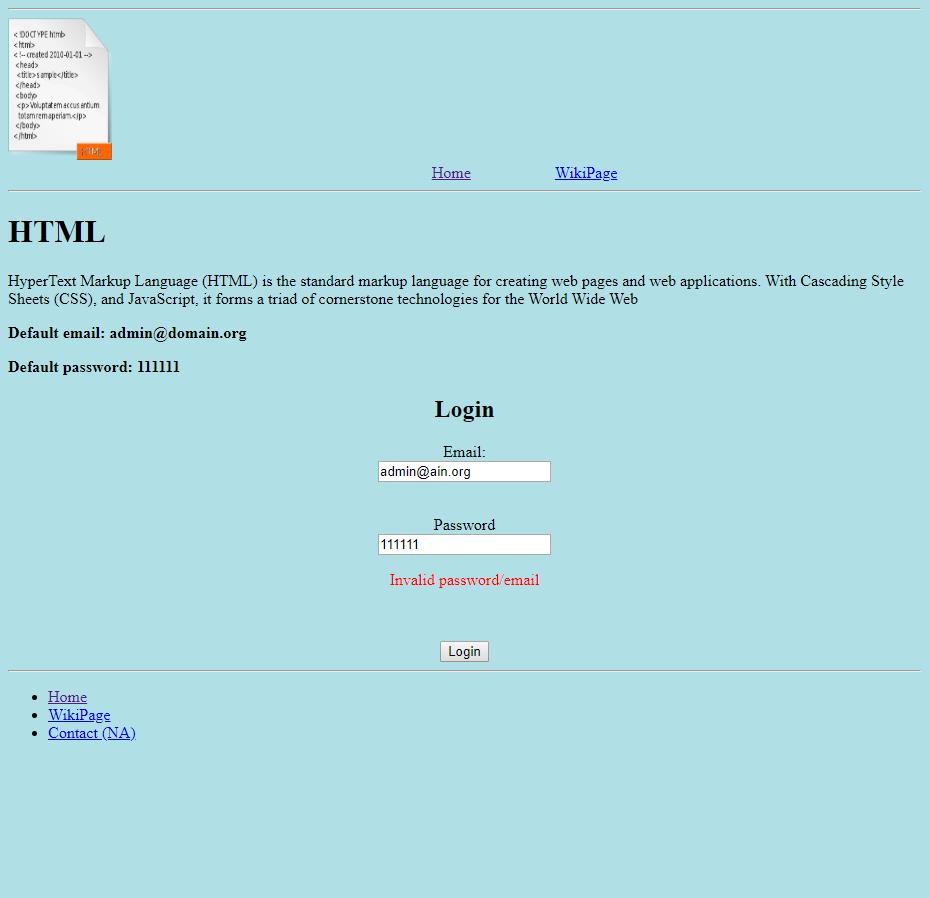 <!DOCTYPE html>
<html>
<!-- created 2010-01-01 -->
<head>
<title>sample</title>
</head>
<body>
<p>Voluptatem accusantium
totam rem aperiam.</p>
</body>
</html>
HTML
Home WikiPage
HTML
HyperText Markup Language (HTML) is the standard markup language for creating web pages and web applications. With Cascading Style
Sheets (CSS), and JavaScript, it forms a triad of cornerstone technologies for the World Wide Web
Default email: admin@domain.org
Default password: 111111
Login
Email:
admin@ain.org
Password
111111
Invalid password/email
Login
Home
WikiPage
Contact (NA)